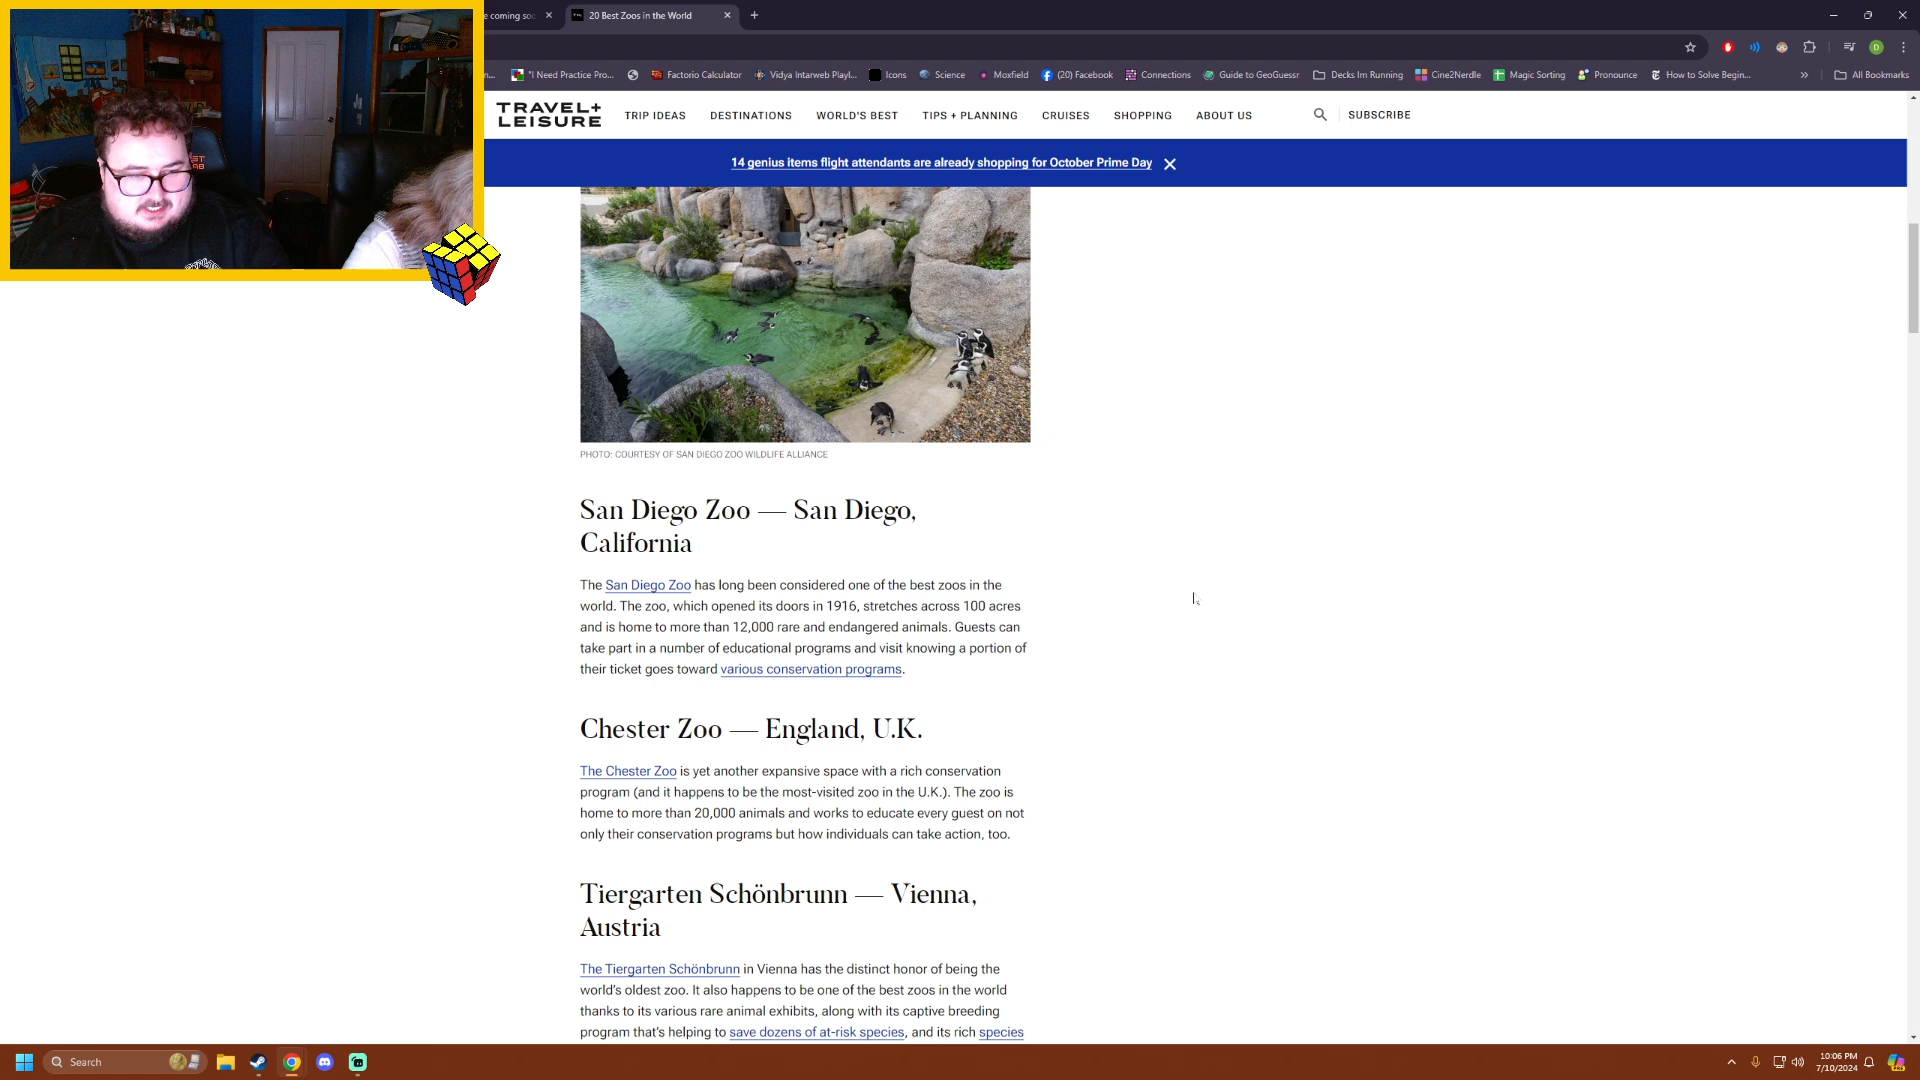 e coming soo
20 Best Zoos in the World
n...
"I Need Practice Pro...
Factorio Calculator
Vidya Intarweb Playl...
Icons
Science
Moxfield
(20) Facebook
Connections
Guide to GeoGuessr
Decks Im Running
Cine2Nerdle
Magic Sorting
Pronounce
How to Solve Begin...
All Bookmarks
TRAVEL+
LEISURE
TRIP IDEAS
DESTINATIONS
WORLD'S BEST
TIPS + PLANNING
CRUISES
SHOPPING
ABOUT US
SUBSCRIBE
14 genius items flight attendants are already shopping for October Prime Day
PHOTO: COURTESY OF SAN DIEGO ZOO WILDLIFE ALLIANCE
San Diego Zoo — San Diego,
California
The San Diego Zoo has long been considered one of the best zoos in the
world. The zoo, which opened its doors in 1916, stretches across 100 acres
and is home to more than 12,000 rare and endangered animals. Guests can
take part in a number of educational programs and visit knowing a portion of
their ticket goes toward various conservation programs.
Chester Zoo — England, U.K.
The Chester Zoo is yet another expansive space with a rich conservation
program (and it happens to be the most-visited zoo in the U.K.). The zoo is
home to more than 20,000 animals and works to educate every guest on not
only their conservation programs but how individuals can take action, too.
Tiergarten Schönbrunn — Vienna,
Austria
The Tiergarten Schönbrunn in Vienna has the distinct honor of being the
world's oldest zoo. It also happens to be one of the best zoos in the world
thanks to its various rare animal exhibits, along with its captive breeding
program that's helping to save dozens of at-risk species, and its rich species
Search
10:06 PM
7/10/2024